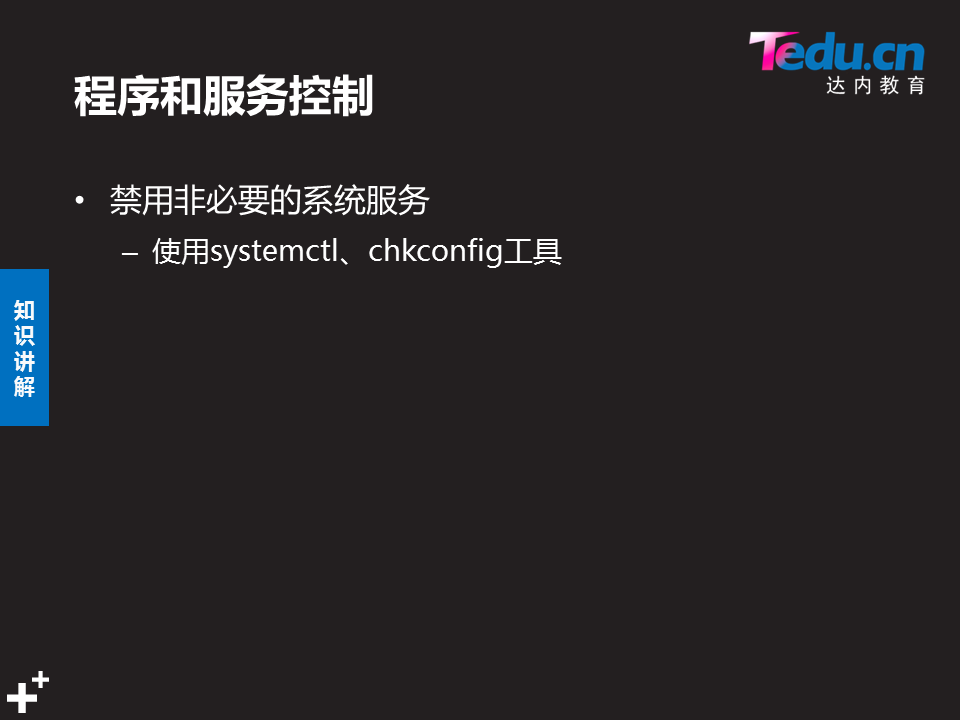 Tedu.cn
达内教育
程序和服务控制
• 禁用非必要的系统服务
– 使用systemctl、chkconfig工具
知识讲解